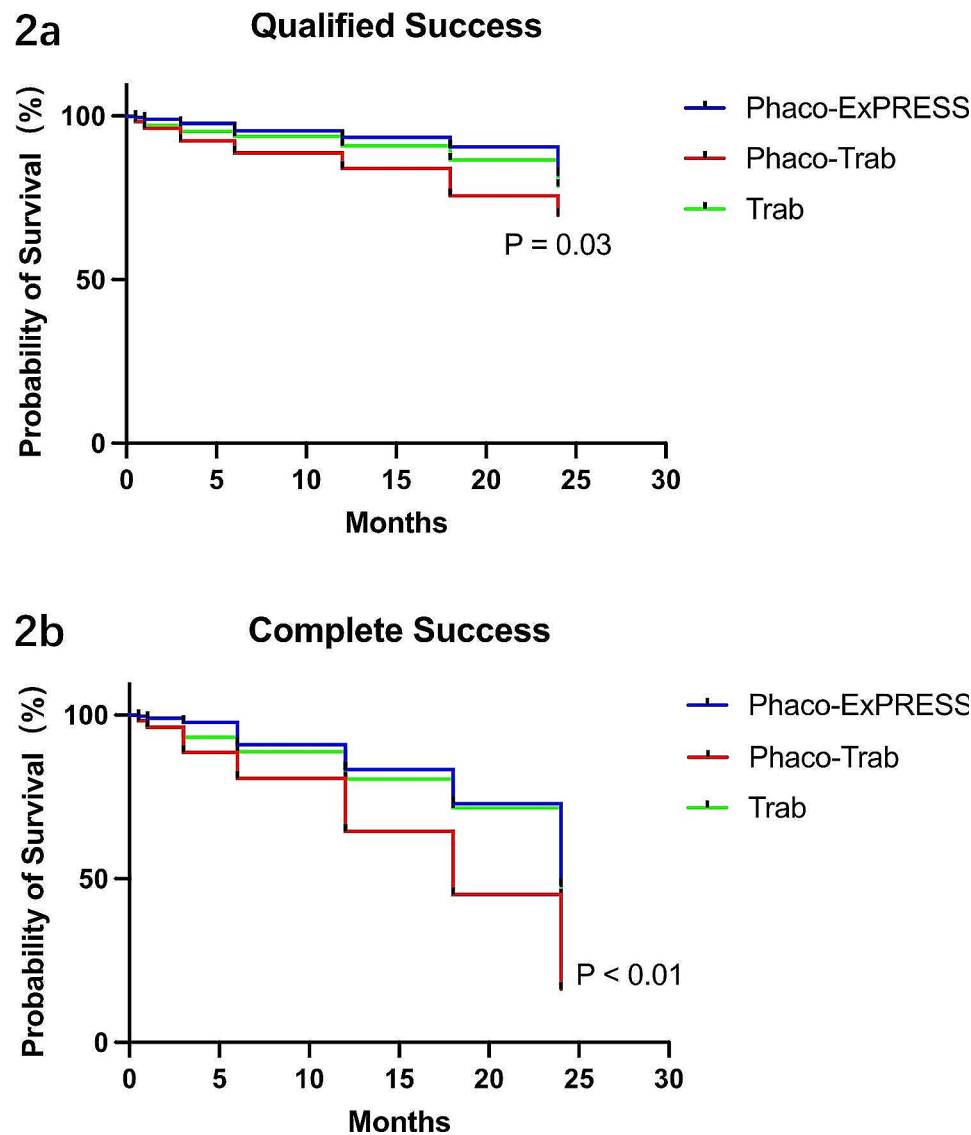 2a
Qualified Success
Probability of Survival (%)
100
50
0
0 5 10 15 20 25 30
Months
P = 0.03
Phaco-ExPRESS
Phaco-Trab
Trab
2b
Complete Success
Probability of Survival (%)
100
50
0
0 5 10 15 20 25 30
Months
P < 0.01
Phaco-ExPRESS
Phaco-Trab
Trab